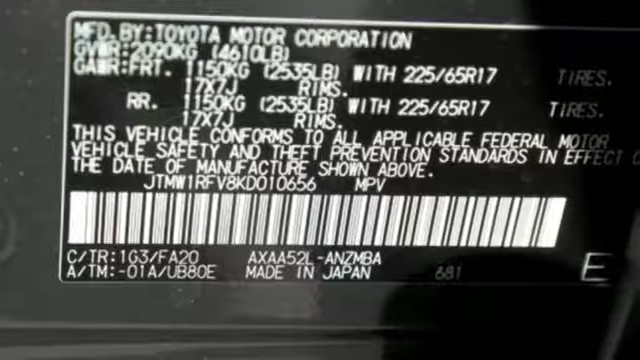 MFD. BY: TOYOTA MOTOR CORPORATION
GVWR: 2090KG (4610LB)
GAWR: FRT. 1150KG (2535LB) WITH 225/65R17 TIRES.
17X7J RIMS.
RR. 1150KG (2535LB) WITH 225/65R17 TIRES.
17X7J RIMS.
THIS VEHICLE CONFORMS TO ALL APPLICABLE FEDERAL MOTOR
VEHICLE SAFETY AND THEFT PREVENTION STANDARDS IN EFFECT O
THE DATE OF MANUFACTURE SHOWN ABOVE.
JTMW1RFV8KD010656 MPV
C/TR: 1G3/FA20 AXAA52L-ANZMBA
A/TM: -01A/UB80E MADE IN JAPAN 681 E